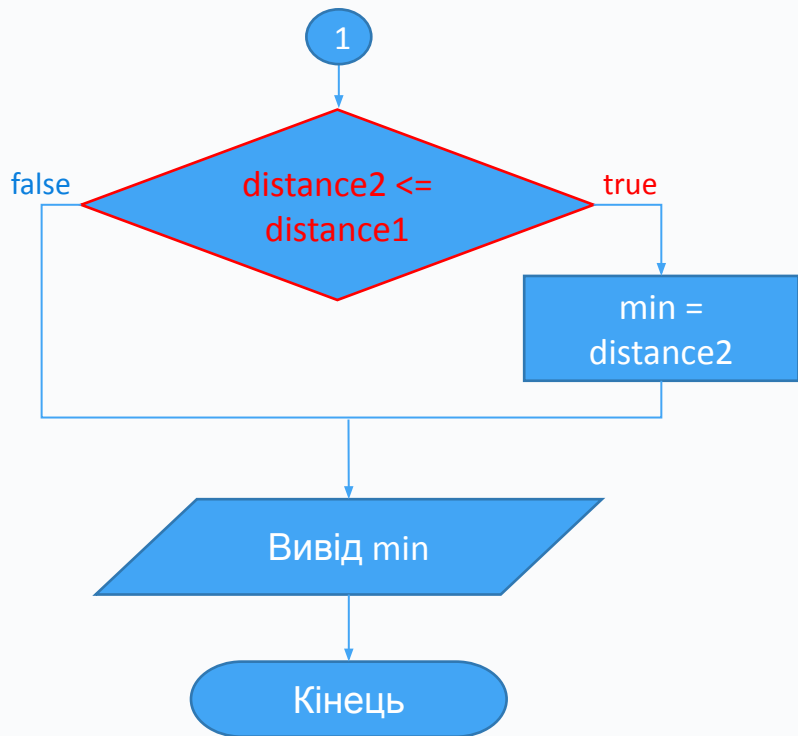 1
false
distance2 <=
distance1
true
min =
distance2
Вивід min
Кінець